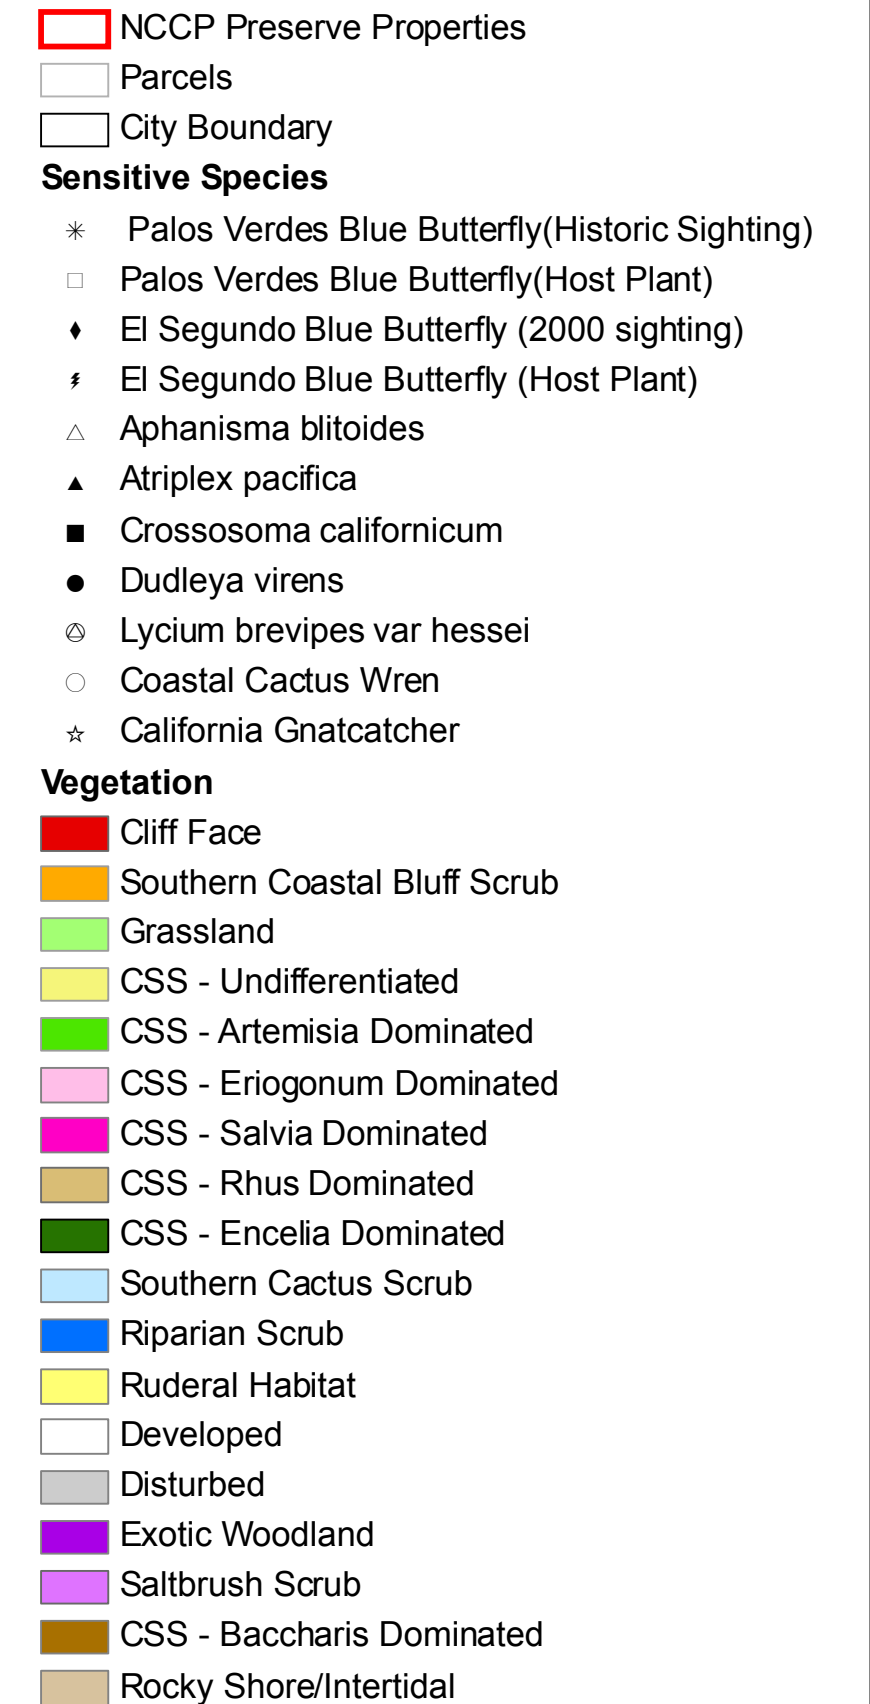 NCCP Preserve Properties
Parcels
City Boundary
Sensitive Species
Palos Verdes Blue Butterfly(Historic Sighting)
Palos Verdes Blue Butterfly(Host Plant)
El Segundo Blue Butterfly (2000 sighting)
El Segundo Blue Butterfly (Host Plant)
Aphanisma blitoides
Atriplex pacifica
Crossosoma californicum
Dudleya virens
Lycium brevipes var hessei
Coastal Cactus Wren
California Gnatcatcher
Vegetation
Cliff Face
Southern Coastal Bluff Scrub
Grassland
CSS - Undifferentiated
CSS - Artemisia Dominated
CSS - Eriogonum Dominated
CSS - Salvia Dominated
CSS - Rhus Dominated
CSS - Encelia Dominated
Southern Cactus Scrub
Riparian Scrub
Ruderal Habitat
Developed
Disturbed
Exotic Woodland
Saltbrush Scrub
CSS - Baccharis Dominated
Rocky Shore/Intertidal